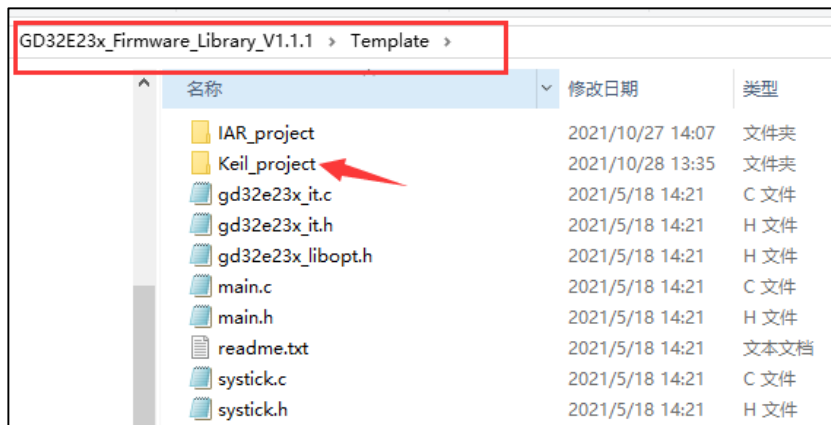 GD32E23x_Firmware_Library_V1.1.1 › Template ›
名称 修改日期 类型
IAR_project 2021/10/27 14:07 文件夹
Keil_project 2021/10/28 13:35 文件夹
gd32e23x_it.c 2021/5/18 14:21 C 文件
gd32e23x_it.h 2021/5/18 14:21 H 文件
gd32e23x_libopt.h 2021/5/18 14:21 H 文件
main.c 2021/5/18 14:21 C 文件
main.h 2021/5/18 14:21 H 文件
readme.txt 2021/5/18 14:21 文本文档
systick.c 2021/5/18 14:21 C 文件
systick.h 2021/5/18 14:21 H 文件